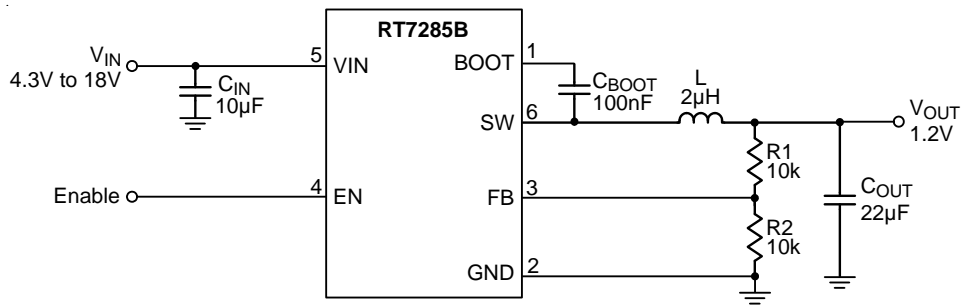 RT7285B
VIN
4.3V to 18V
CIN
10µF
5
VIN
BOOT
1
CBOOT
100nF
L
2µH
SW
6
VOUT
1.2V
R1
10k
Enable
4
EN
FB
3
COUT
22µF
R2
10k
GND
2